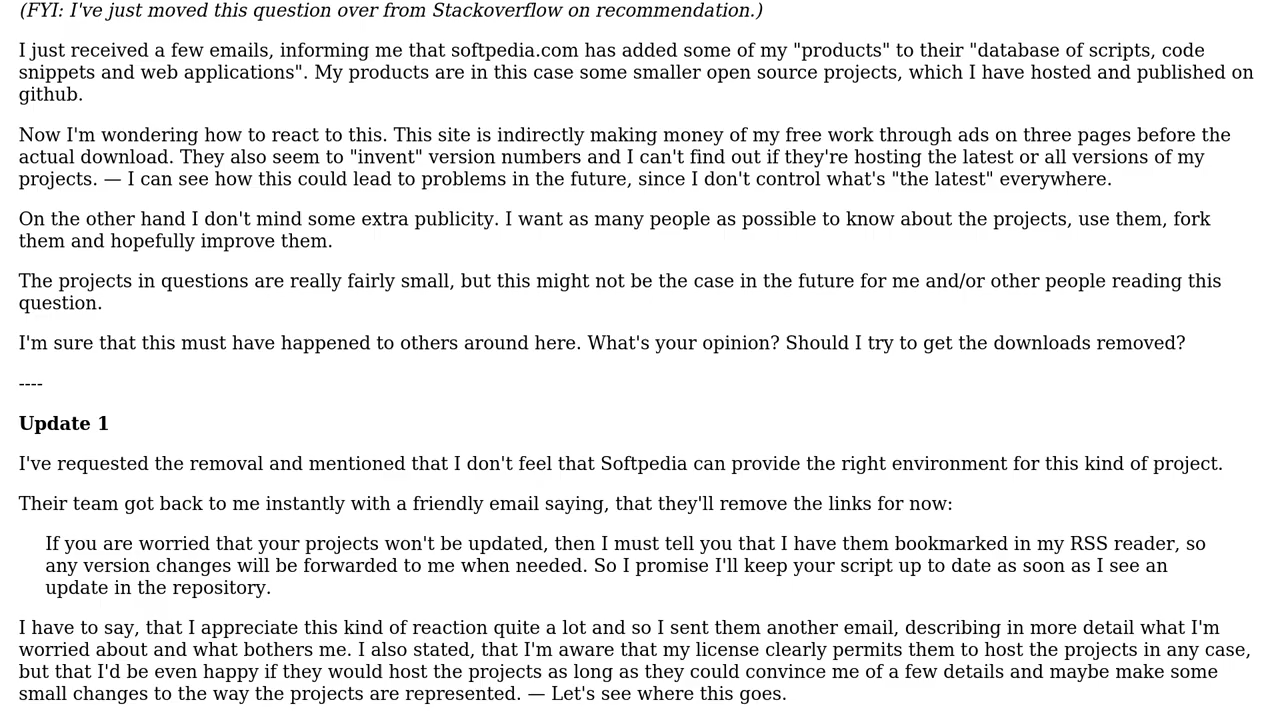 (FYI: I've just moved this question over from Stackoverflow on recommendation.)
I just received a few emails, informing me that softpedia.com has added some of my "products" to their "database of scripts, code
snippets and web applications". My products are in this case some smaller open source projects, which I have hosted and published on
github.
Now I'm wondering how to react to this. This site is indirectly making money of my free work through ads on three pages before the
actual download. They also seem to "invent" version numbers and I can't find out if they're hosting the latest or all versions of my
projects. — I can see how this could lead to problems in the future, since I don't control what's "the latest" everywhere.
On the other hand I don't mind some extra publicity. I want as many people as possible to know about the projects, use them, fork
them and hopefully improve them.
The projects in questions are really fairly small, but this might not be the case in the future for me and/or other people reading this
question.
I'm sure that this must have happened to others around here. What's your opinion? Should I try to get the downloads removed?
----
Update 1
I've requested the removal and mentioned that I don't feel that Softpedia can provide the right environment for this kind of project.
Their team got back to me instantly with a friendly email saying, that they'll remove the links for now:
If you are worried that your projects won't be updated, then I must tell you that I have them bookmarked in my RSS reader, so
any version changes will be forwarded to me when needed. So I promise I'll keep your script up to date as soon as I see an
update in the repository.
I have to say, that I appreciate this kind of reaction quite a lot and so I sent them another email, describing in more detail what I'm
worried about and what bothers me. I also stated, that I'm aware that my license clearly permits them to host the projects in any case,
but that I'd be even happy if they would host the projects as long as they could convince me of a few details and maybe make some
small changes to the way the projects are represented. — Let's see where this goes.